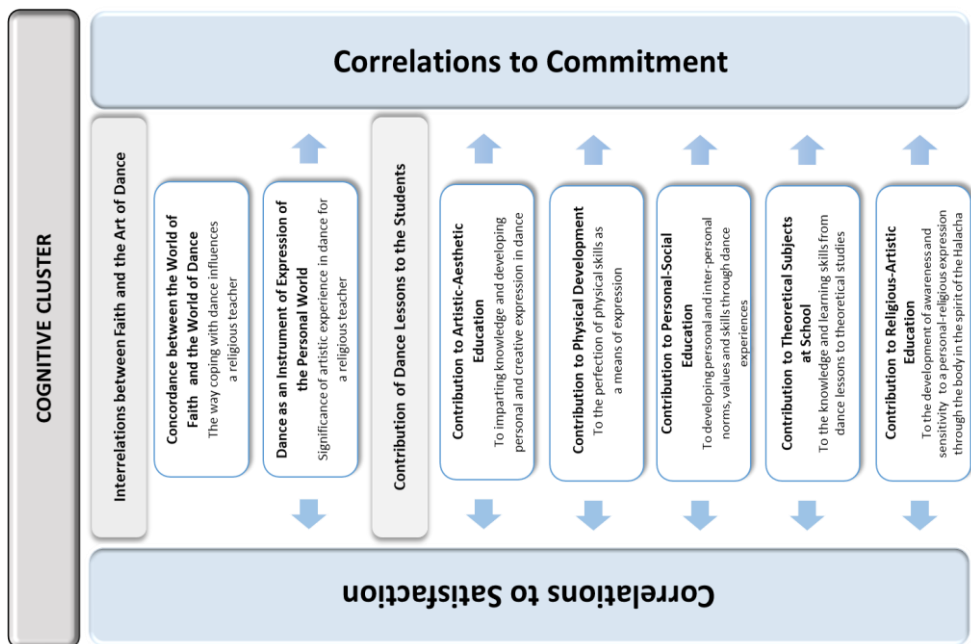 COGNITIVE CLUSTER
Correlations to Commitment
Interrelations between Faith and the Art of Dance
Concordance between the World of
Faith and the World of Dance
The way coping with dance influences
a religious teacher
Dance as an Instrument of Expression of
the Personal World
Significance of artistic experience in dance for
a religious teacher
Contribution of Dance Lessons to the Students
Contribution to Artistic-Aesthetic
Education
To imparting knowledge and developing
personal and creative expression in dance
Contribution to Physical Development
To the perfection of physical skills as
a means of expression
Contribution to Personal-Social
Education
To developing personal and inter-personal
norms, values and skills through dance
experiences
Contribution to Theoretical Subjects
at School
To the knowledge and learning skills from
dance lessons to theoretical studies
Contribution to Religious-Artistic
Education
To the development of awareness and
sensitivity to a personal-religious expression
through the body in the spirit of the Halacha
Correlations to Satisfaction